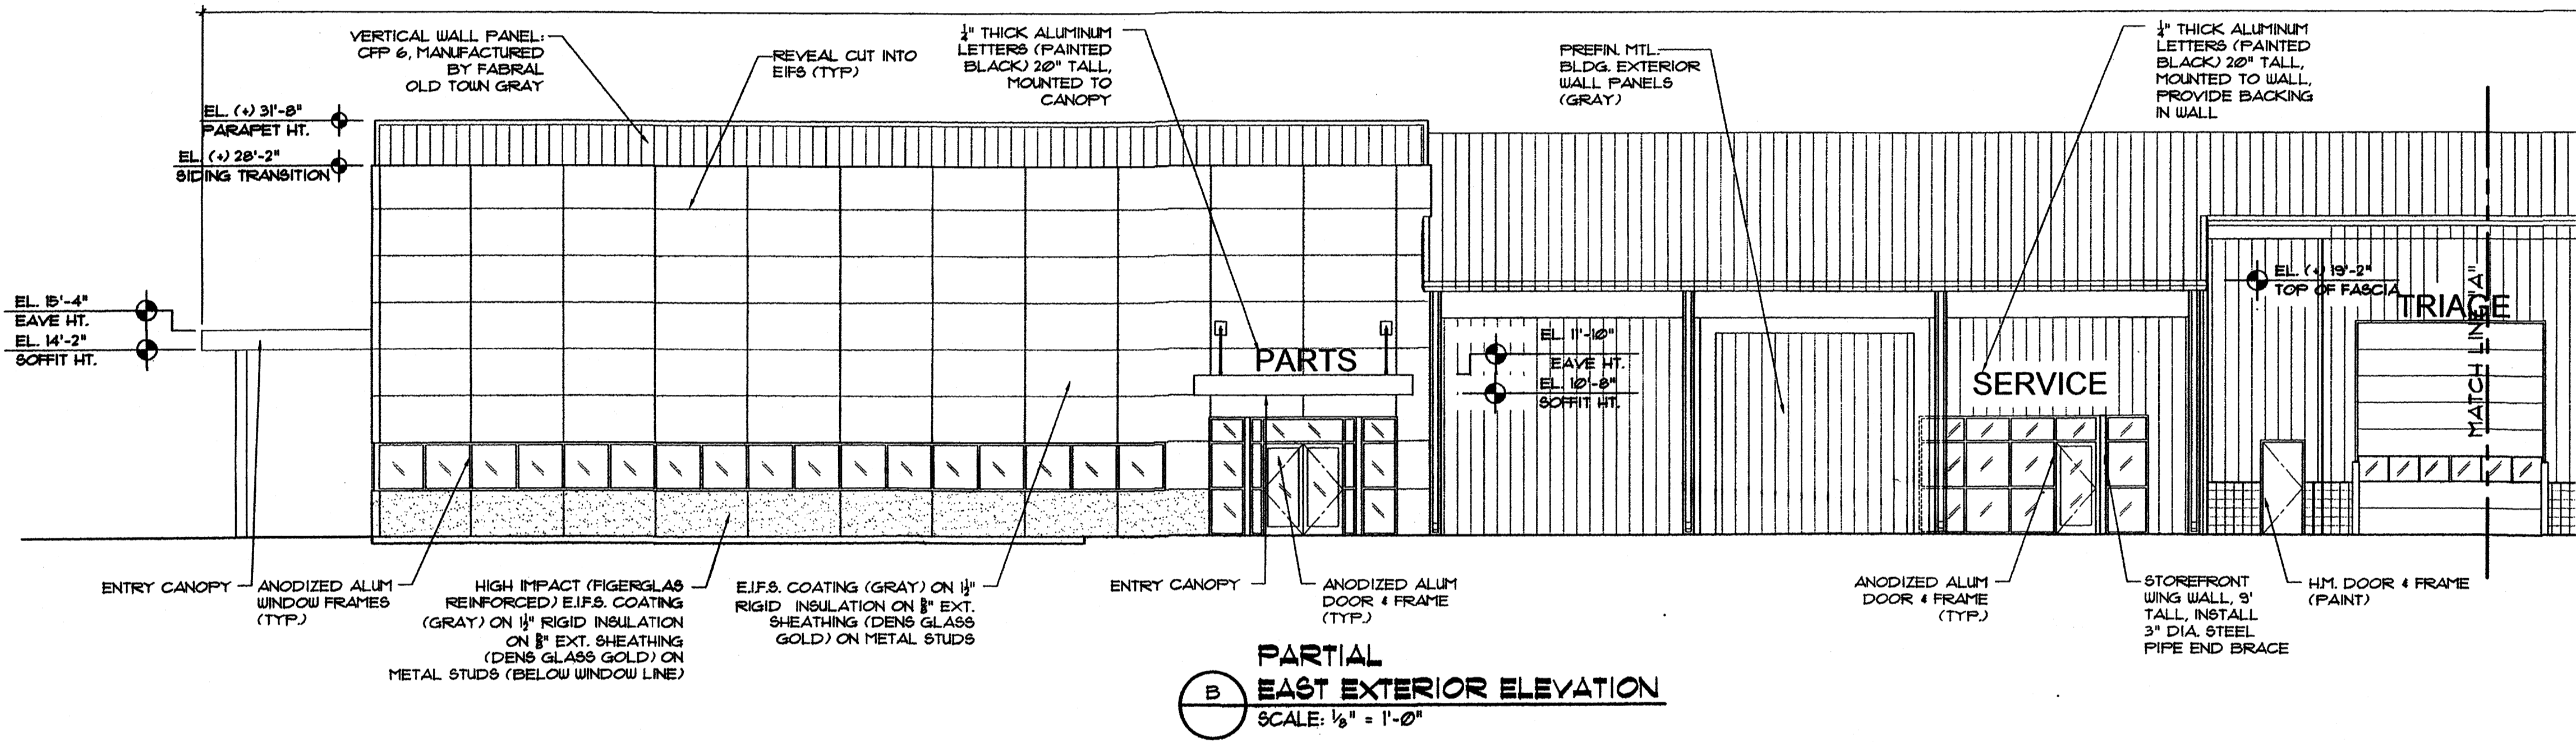 VERTICAL WALL PANEL:
CFP 6, MANUFACTURED
BY FABRAL
OLD TOWN GRAY
REVEAL CUT INTO
EIFS (TYP)
1/4" THICK ALUMINUM
LETTERS (PAINTED
BLACK) 20" TALL,
MOUNTED TO
CANOPY
PREFIN. MTL.
BLDG. EXTERIOR
WALL PANELS
(GRAY)
1/4" THICK ALUMINUM
LETTERS (PAINTED
BLACK) 20" TALL,
MOUNTED TO WALL,
PROVIDE BACKING
IN WALL
EL. (+) 31'-8"
PARAPET HT.
EL. (+) 28'-2"
SIDING TRANSITION
EL. 15'-4"
EAVE HT.
EL. 14'-2"
SOFFIT HT.
PARTS
EL. 11'-10"
EAVE HT.
EL. 10'-8"
SOFFIT HT.
SERVICE
EL. (+) 19'-2"
TOP OF FASCIA
TRIAGE
MATCH LINE "A"
ENTRY CANOPY
ANODIZED ALUM
WINDOW FRAMES
(TYP.)
HIGH IMPACT (FIGERGLAS
REINFORCED) E.I.F.S. COATING
(GRAY) ON 1 1/2" RIGID INSULATION
ON 5/8" EXT. SHEATHING
(DENS GLASS GOLD) ON
METAL STUDS (BELOW WINDOW LINE)
E.I.F.S. COATING (GRAY) ON 1 1/2"
RIGID INSULATION ON 5/8" EXT.
SHEATHING (DENS GLASS
GOLD) ON METAL STUDS
ENTRY CANOPY
ANODIZED ALUM
DOOR & FRAME
(TYP.)
ANODIZED ALUM
DOOR & FRAME
(TYP.)
STOREFRONT
WING WALL, 9'
TALL, INSTALL
3" DIA. STEEL
PIPE END BRACE
H.M. DOOR & FRAME
(PAINT)
B
PARTIAL
EAST EXTERIOR ELEVATION
SCALE: 1/8" = 1'-0"